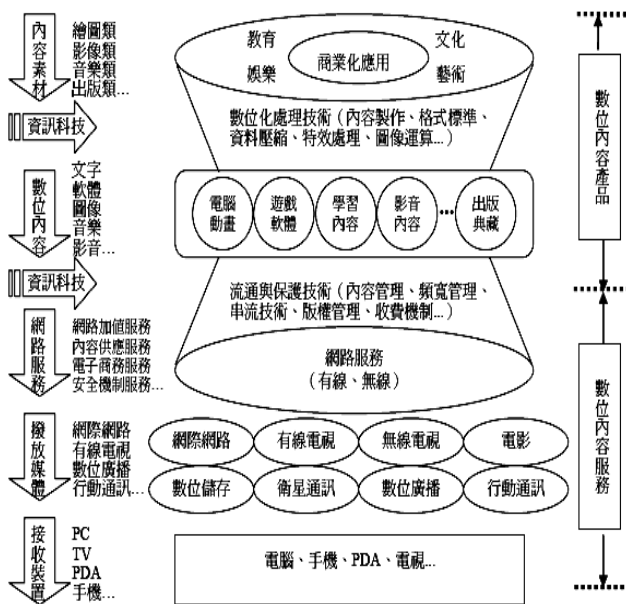 內容素材
繪圖類
影像類
音樂類
出版類...
教育
文化
娛樂
藝術
商業化應用
資訊科技
數位化處理技術（內容製作、格式標準、
資料壓縮、特效處理、圖像運算...）
數位內容
文字
軟體
圖像
音樂
影音...
電腦
動畫
遊戲
軟體
學習
內容
影音
內容
...
出版
典藏
資訊科技
流通與保護技術（內容管理、頻寬管理、
串流技術、版權管理、收費機制...）
網路服務
網路加值服務
內容供應服務
電子商務服務
安全機制服務...
網路服務
（有線、無線）
撥放媒體
網際網路
有線電視
數位廣播
行動通訊...
網際網路
有線電視
無線電視
電影
數位儲存
衛星通訊
數位廣播
行動通訊
接收裝置
PC
TV
PDA
手機...
電腦、手機、PDA、電視...
數位內容產品
數位內容服務